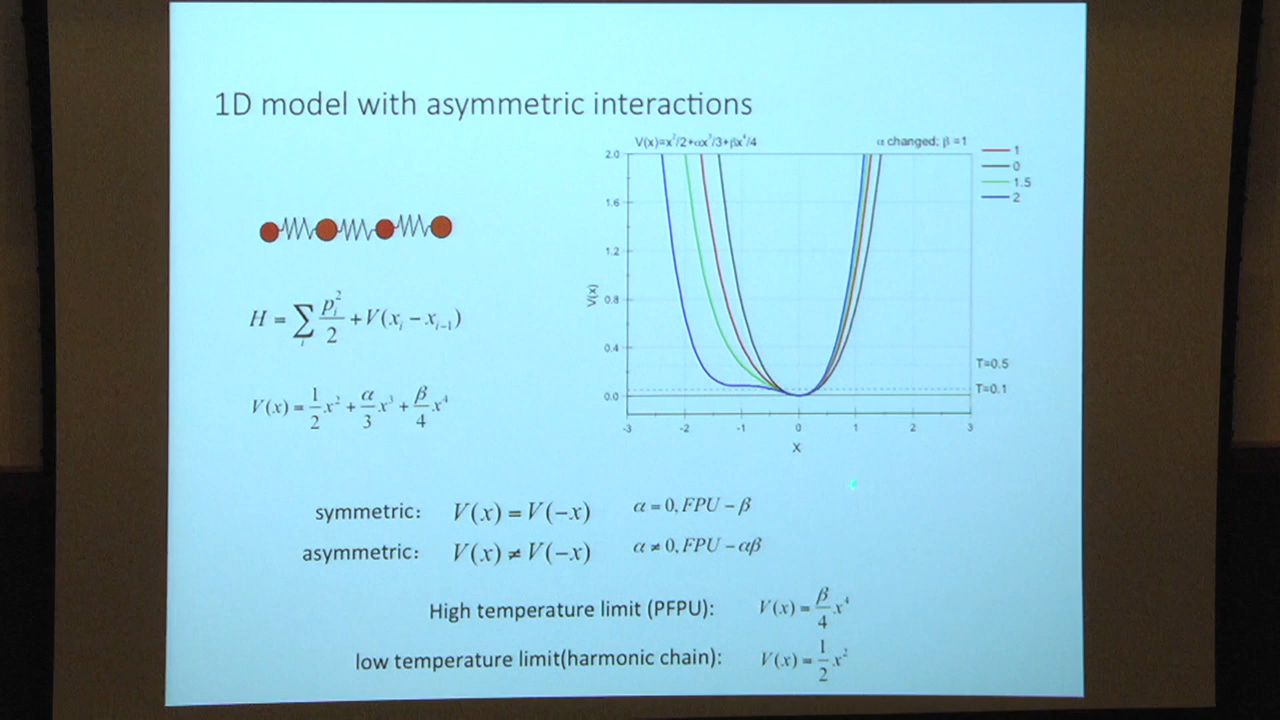 1D model with asymmetric interactions
V(x)=x²/2+αx³/3+βx⁴/4
α changed; β =1
1
0
1.5
2
2.0
1.6
1.2
0.8
0.4
0.0
V(x)
-3 -2 -1 0 1 2 3
X
T=0.5
T=0.1
H = ∑ᵢ pᵢ²/2 + V(xᵢ − xᵢ₋₁)
V(x) = 1/2 x² + α/3 x³ + β/4 x⁴
symmetric: V(x) = V(−x) α = 0, FPU − β
asymmetric: V(x) ≠ V(−x) α ≠ 0, FPU − αβ
High temperature limit (PFPU): V(x) = β/4 x⁴
low temperature limit(harmonic chain): V(x) = 1/2 x²